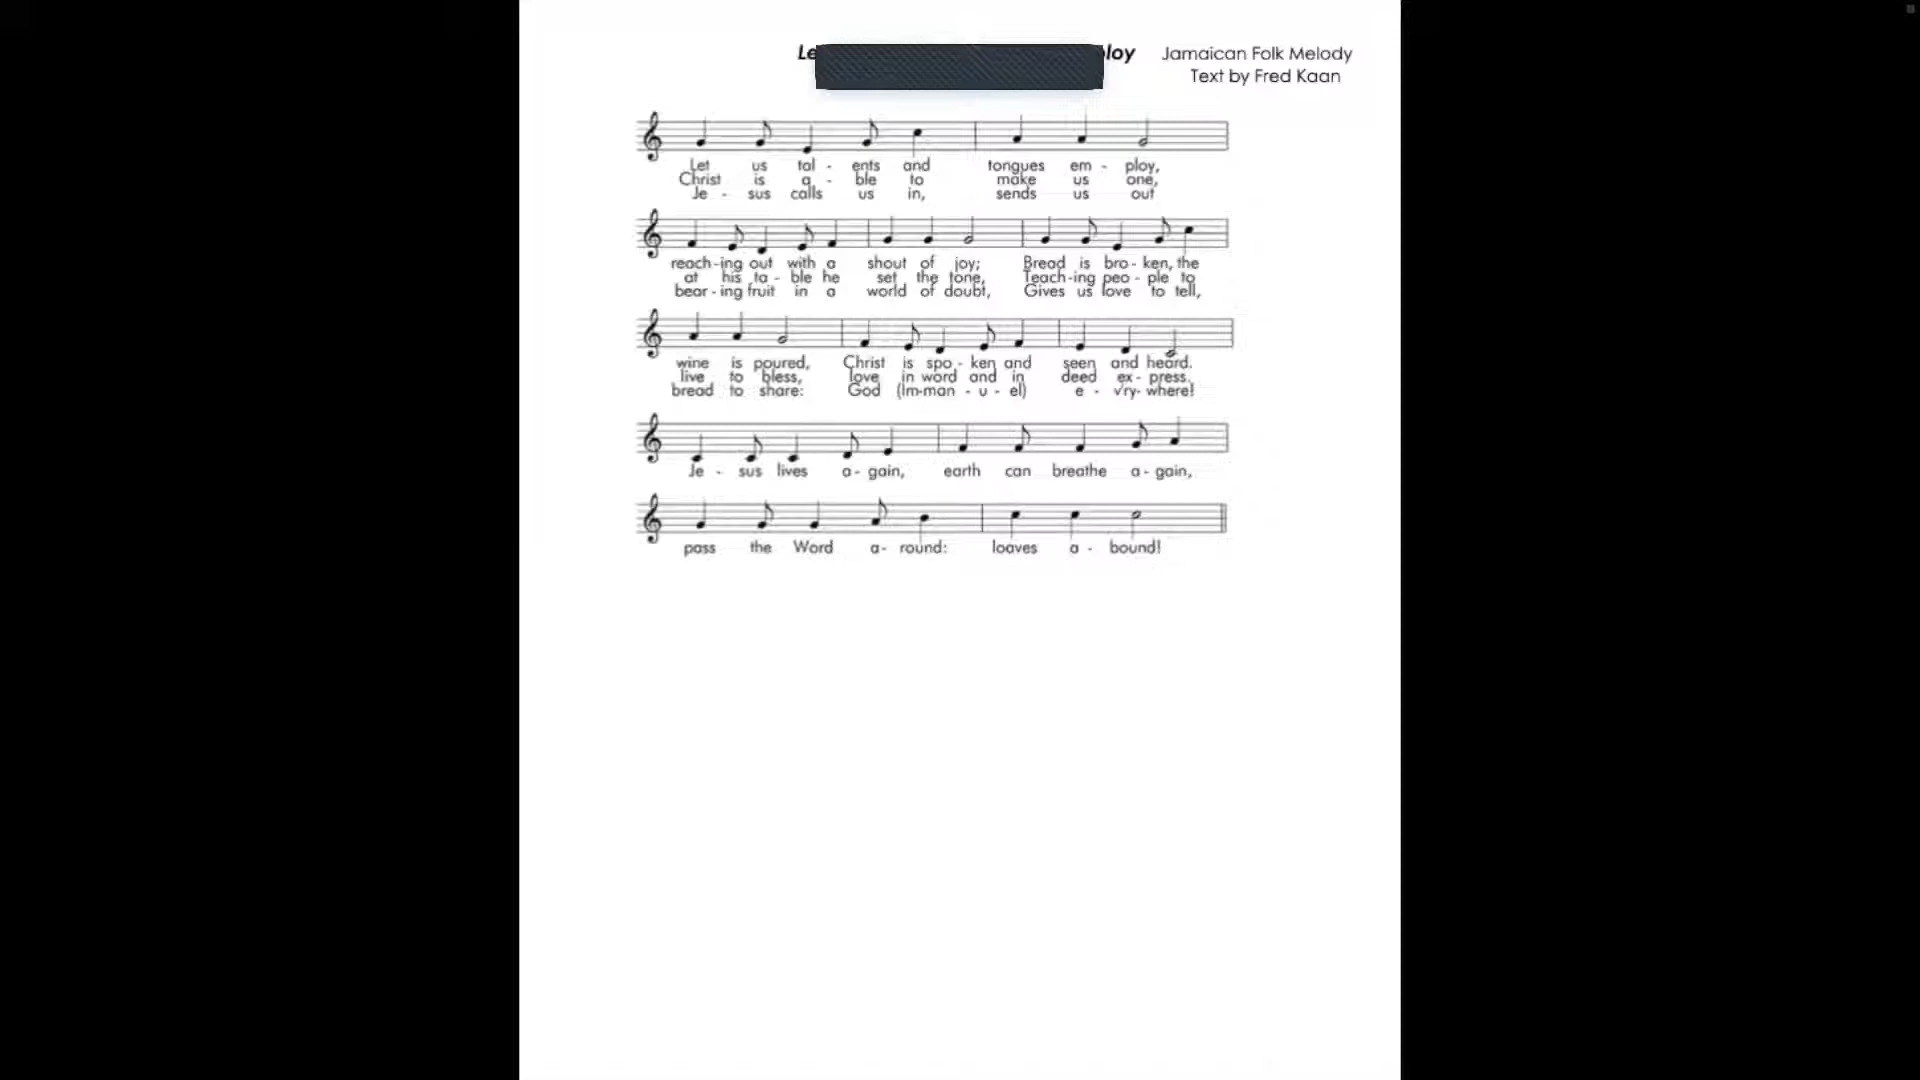 Le ploy Jamaican Folk Melody
Text by Fred Kaan
Let us tal - ents and tongues em - ploy,
Christ is a - ble to make us one,
Je - sus calls us in, sends us out
reach-ing out with a shout of joy; Bread is bro - ken, the
at his ta - ble he set the tone, Teach-ing peo - ple to
bear - ing fruit in a world of doubt, Gives us love to tell,
wine is poured, Christ is spo - ken and seen and heard.
live to bless, love in word and in deed ex - press.
bread to share: God (Im-man - u - el) e - v'ry- where!
Je - sus lives a - gain, earth can breathe a - gain,
pass the Word a- round: loaves a - bound!